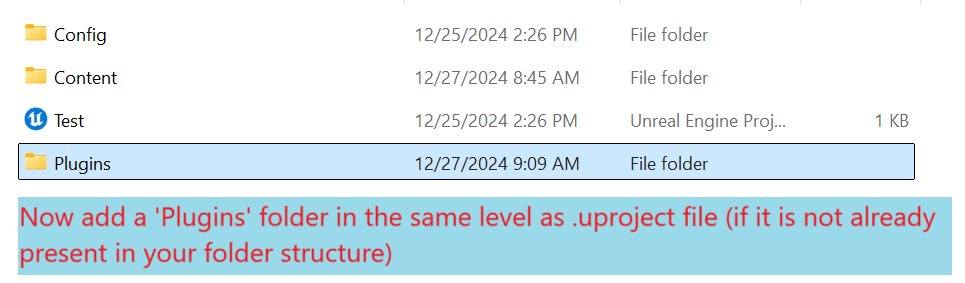 Config 12/25/2024 2:26 PM File folder
Content 12/27/2024 8:45 AM File folder
Test 12/25/2024 2:26 PM Unreal Engine Proj... 1 KB
Plugins 12/27/2024 9:09 AM File folder
Now add a 'Plugins' folder in the same level as .uproject file (if it is not already
present in your folder structure)